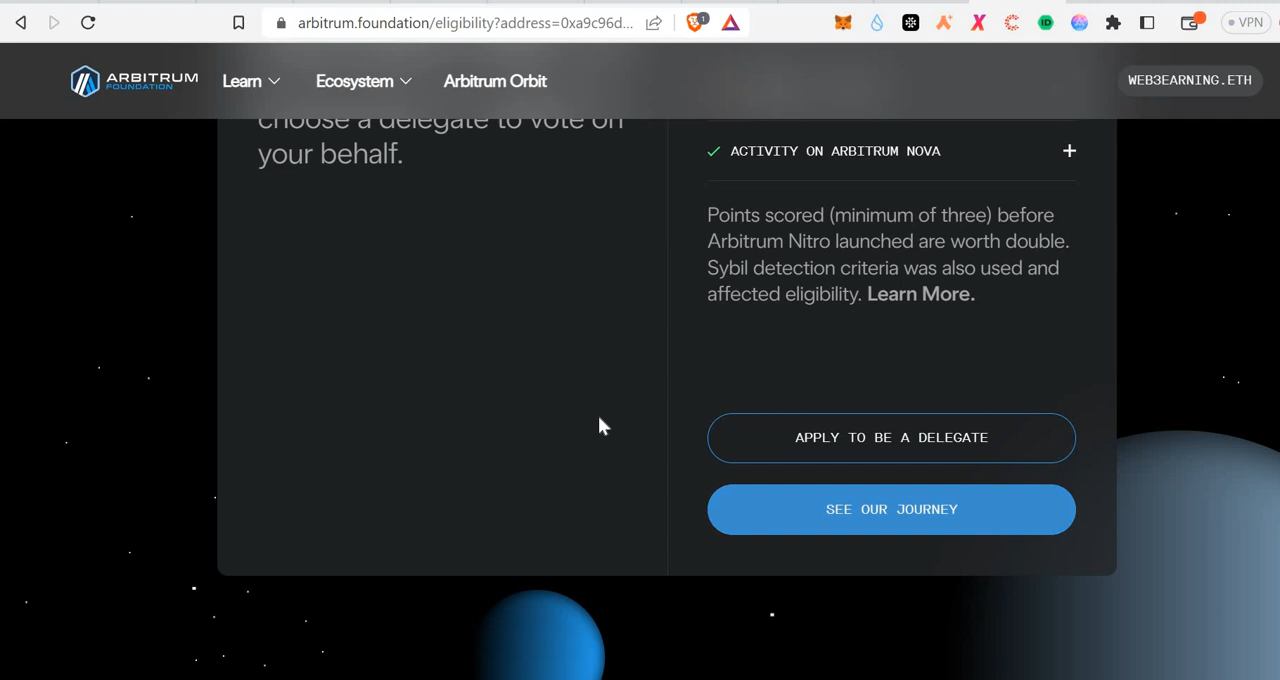 arbitrum.foundation/eligibility?address=0xa9c96d...
1
VPN
ARBITRUM
FOUNDATION
Learn
Ecosystem
Arbitrum Orbit
WEB3EARNING.ETH
choose a delegate to vote on
your behalf.
ACTIVITY ON ARBITRUM NOVA
Points scored (minimum of three) before
Arbitrum Nitro launched are worth double.
Sybil detection criteria was also used and
affected eligibility. Learn More.
APPLY TO BE A DELEGATE
SEE OUR JOURNEY